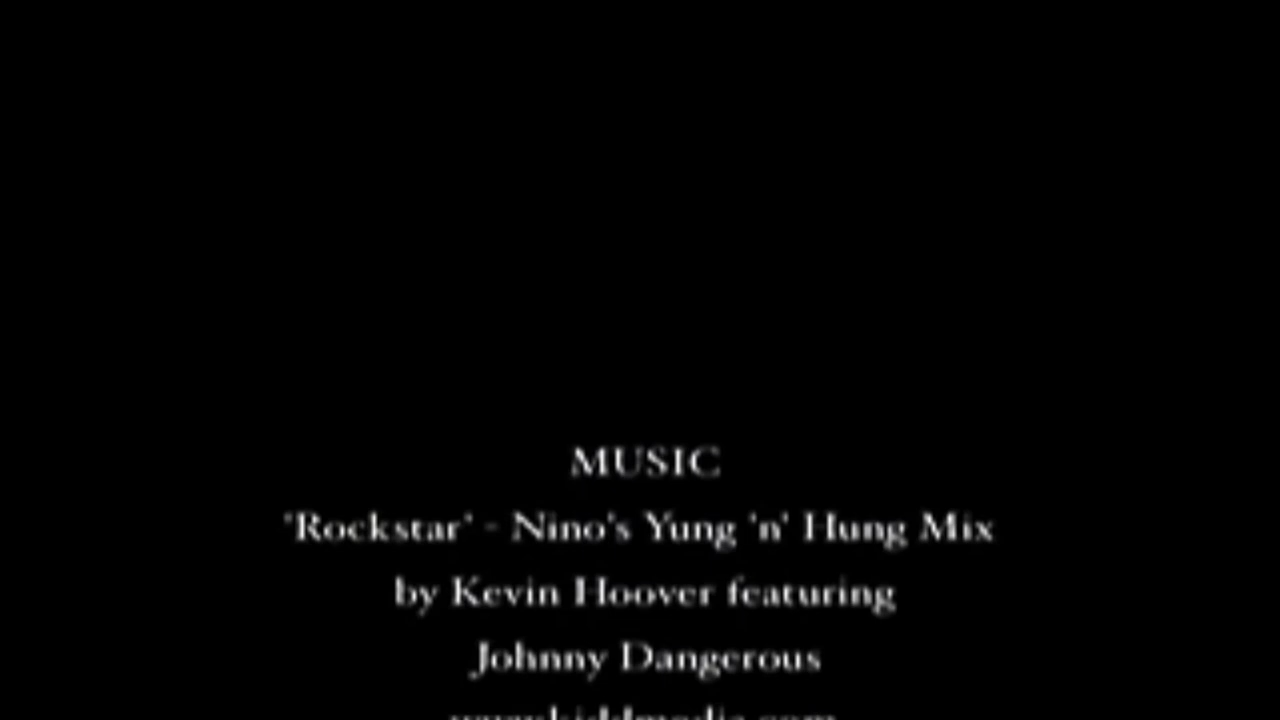 MUSIC
'Rockstar' - Nino's Yung 'n' Hung Mix
by Kevin Hoover featuring
Johnny Dangerous